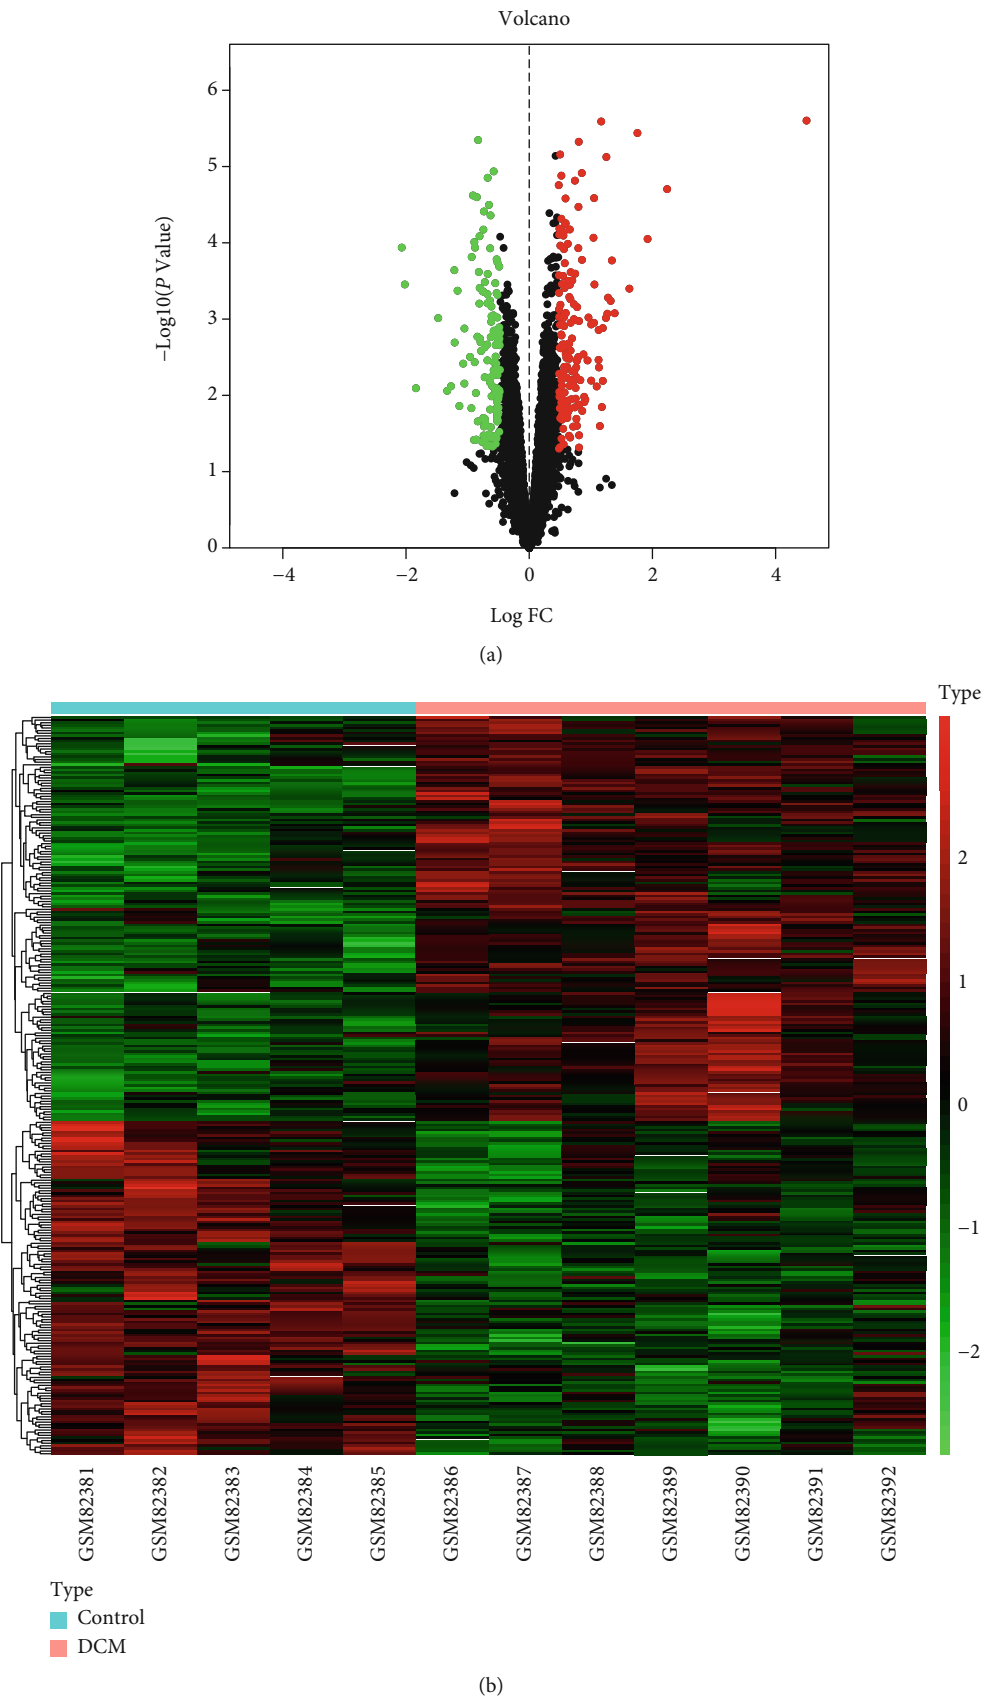 Volcano
6
5
4
3
2
1
0
−Log10(P Value)
−4 −2 0 2 4
Log FC
(a)
Type
2
1
0
−1
−2
GSM82381 GSM82382 GSM82383 GSM82384 GSM82385 GSM82386 GSM82387 GSM82388 GSM82389 GSM82390 GSM82391 GSM82392
Type
Control
DCM
(b)